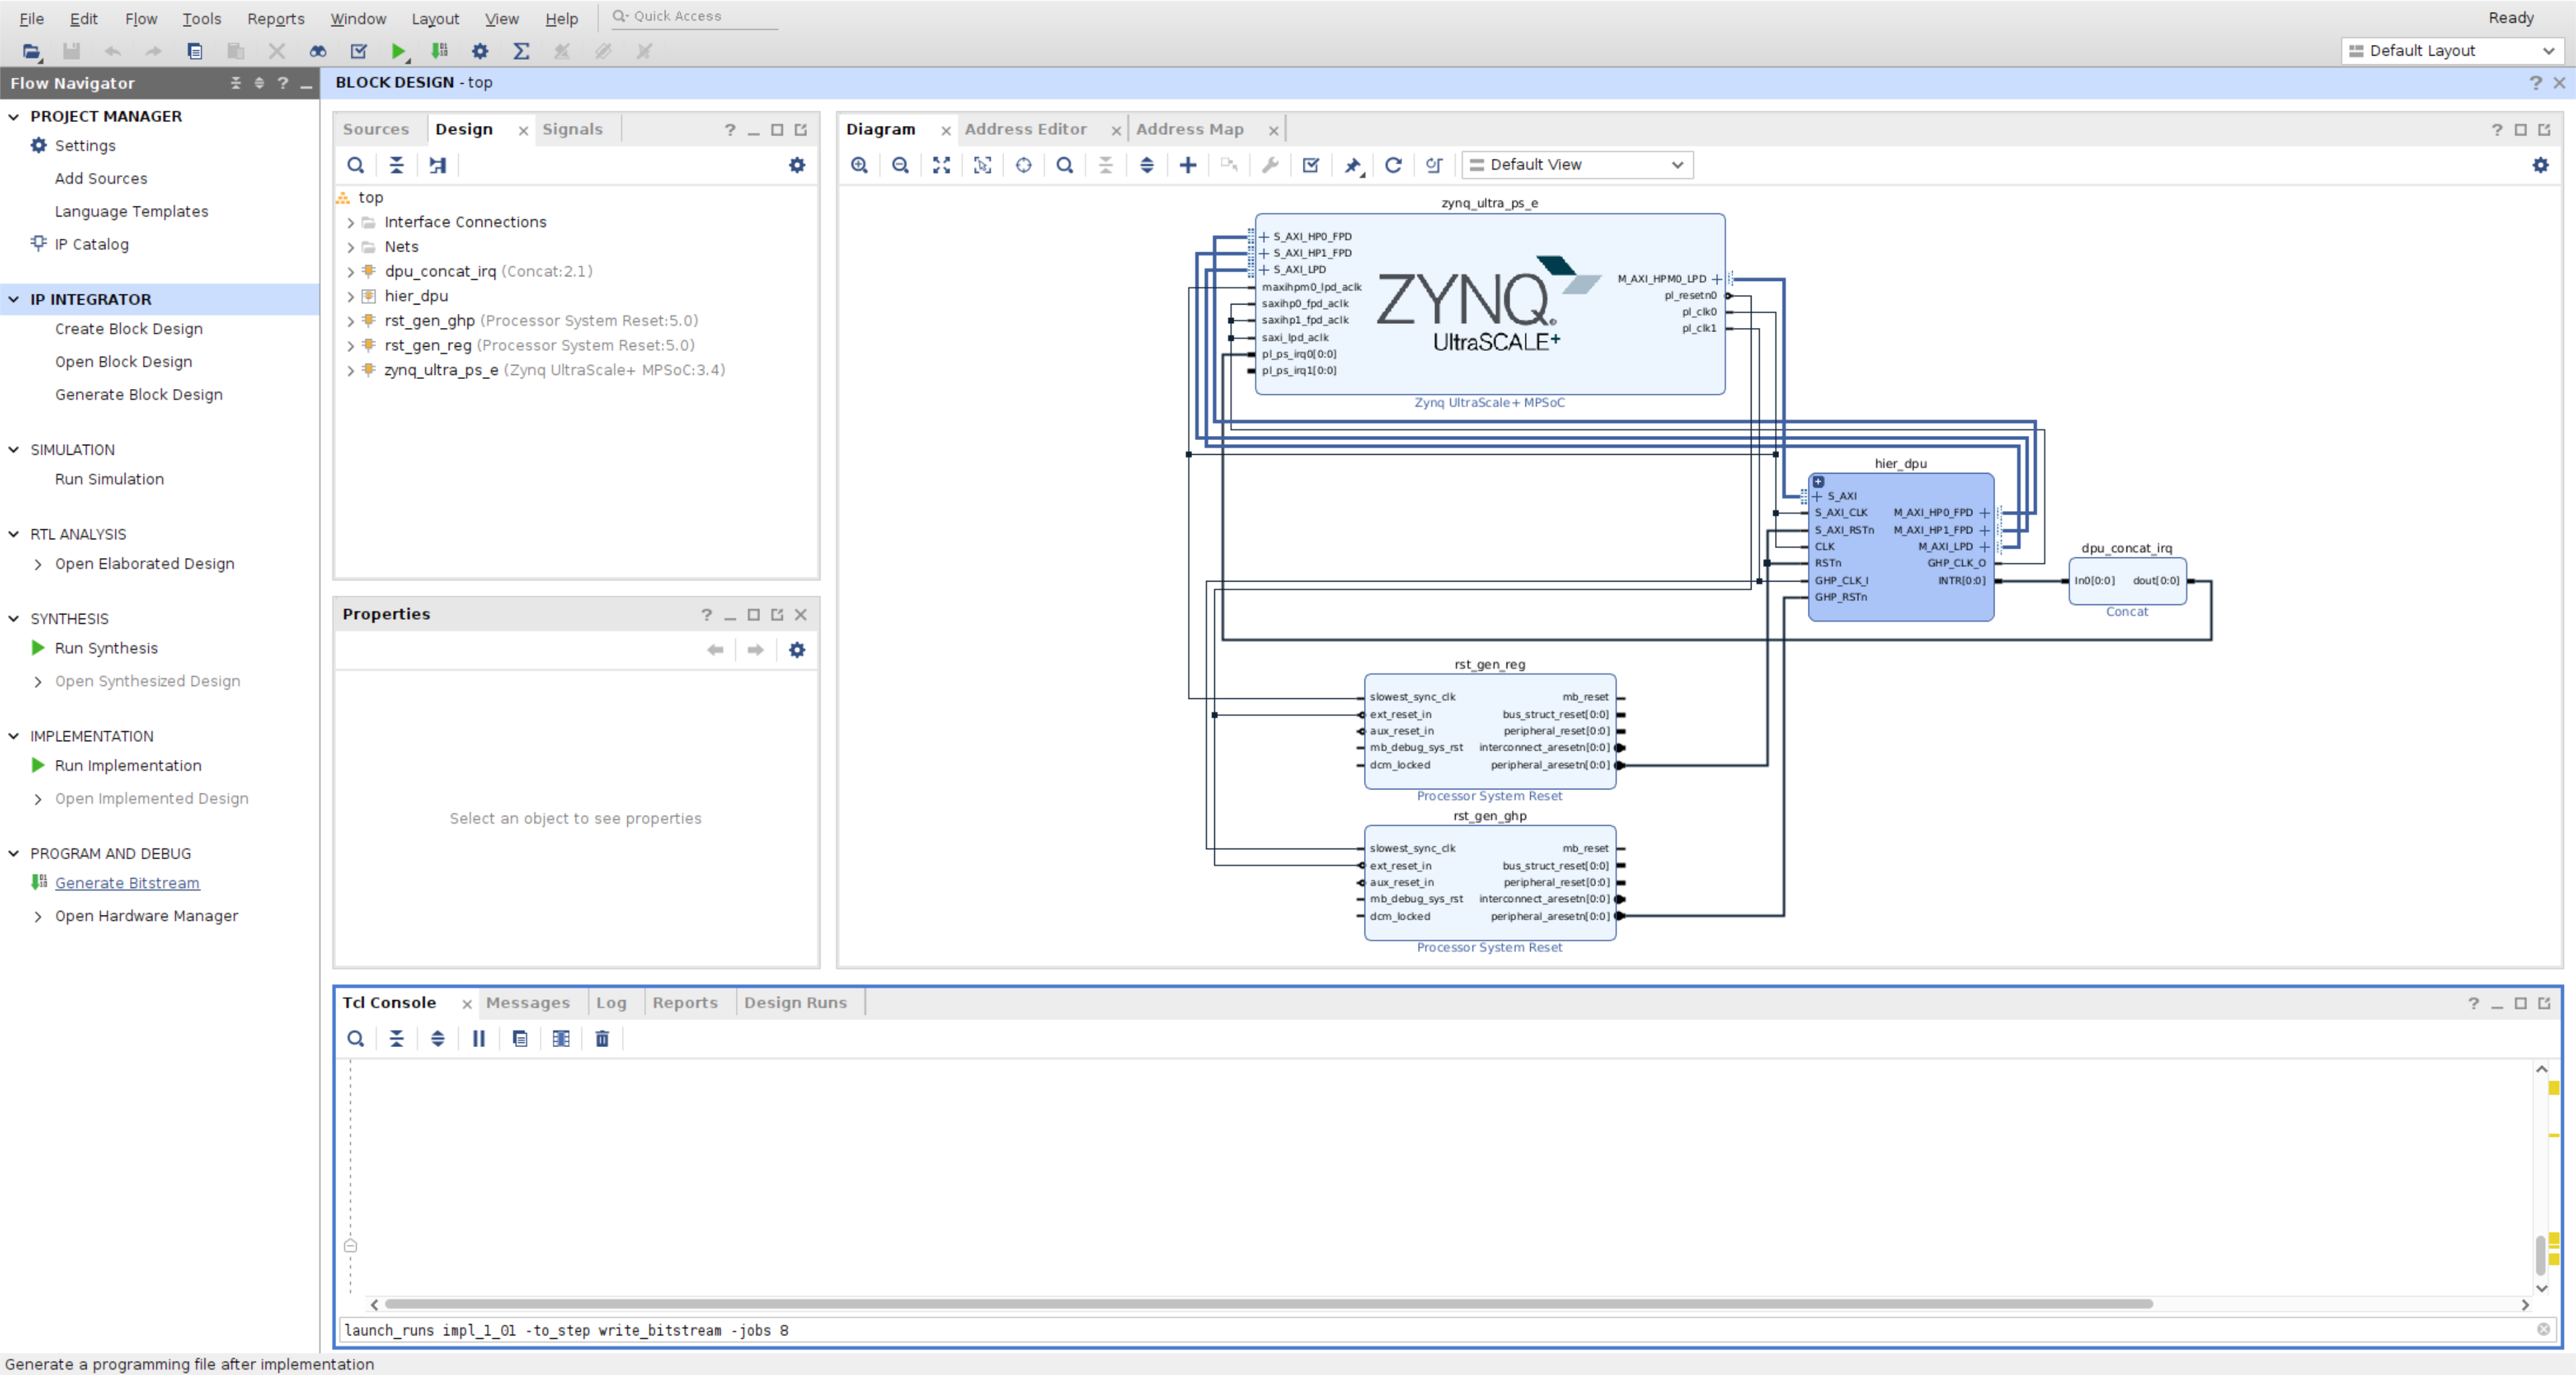 File Edit Flow Tools Reports Window Layout View Help Quick Access Ready
Default Layout
Flow Navigator
PROJECT MANAGER
Settings
Add Sources
Language Templates
IP Catalog
IP INTEGRATOR
Create Block Design
Open Block Design
Generate Block Design
SIMULATION
Run Simulation
RTL ANALYSIS
Open Elaborated Design
SYNTHESIS
Run Synthesis
Open Synthesized Design
IMPLEMENTATION
Run Implementation
Open Implemented Design
PROGRAM AND DEBUG
Generate Bitstream
Open Hardware Manager
BLOCK DESIGN - top
Sources Design Signals
top
Interface Connections
Nets
dpu_concat_irq (Concat:2.1)
hier_dpu
rst_gen_ghp (Processor System Reset:5.0)
rst_gen_reg (Processor System Reset:5.0)
zynq_ultra_ps_e (Zynq UltraScale+ MPSoC:3.4)
Properties
Select an object to see properties
Diagram Address Editor Address Map
Default View
zynq_ultra_ps_e
S_AXI_HP0_FPD
S_AXI_HP1_FPD
S_AXI_LPD
maxihpm0_lpd_aclk
saxihp0_fpd_aclk
saxihp1_fpd_aclk
saxi_lpd_aclk
pl_ps_irq0[0:0]
pl_ps_irq1[0:0]
ZYNQ
UltraSCALE+
M_AXI_HPM0_LPD
pl_resetn0
pl_clk0
pl_clk1
Zynq UltraScale+ MPSoC
hier_dpu
S_AXI
S_AXI_CLK M_AXI_HP0_FPD
S_AXI_RSTn M_AXI_HP1_FPD
CLK M_AXI_LPD
RSTn GHP_CLK_O
GHP_CLK_I INTR[0:0]
GHP_RSTn
dpu_concat_irq
In0[0:0] dout[0:0]
Concat
rst_gen_reg
slowest_sync_clk mb_reset
ext_reset_in bus_struct_reset[0:0]
aux_reset_in peripheral_reset[0:0]
mb_debug_sys_rst interconnect_aresetn[0:0]
dcm_locked peripheral_aresetn[0:0]
Processor System Reset
rst_gen_ghp
slowest_sync_clk mb_reset
ext_reset_in bus_struct_reset[0:0]
aux_reset_in peripheral_reset[0:0]
mb_debug_sys_rst interconnect_aresetn[0:0]
dcm_locked peripheral_aresetn[0:0]
Processor System Reset
Tcl Console Messages Log Reports Design Runs
launch_runs impl_1_01 -to_step write_bitstream -jobs 8
Generate a programming file after implementation